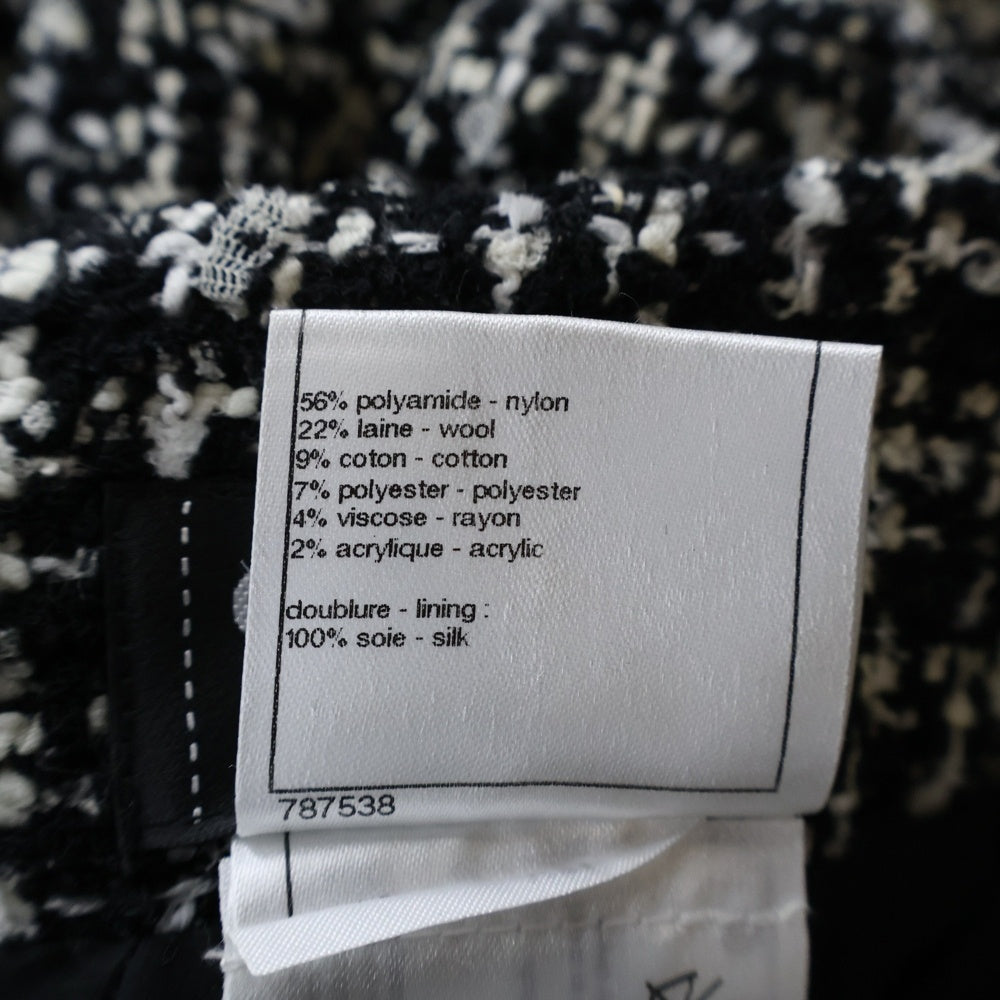 56% polyamide - nylon
22% laine - wool
9% coton - cotton
7% polyester - polyester
4% viscose - rayon
2% acrylique - acrylic
doublure - lining :
100% soie - silk
787538